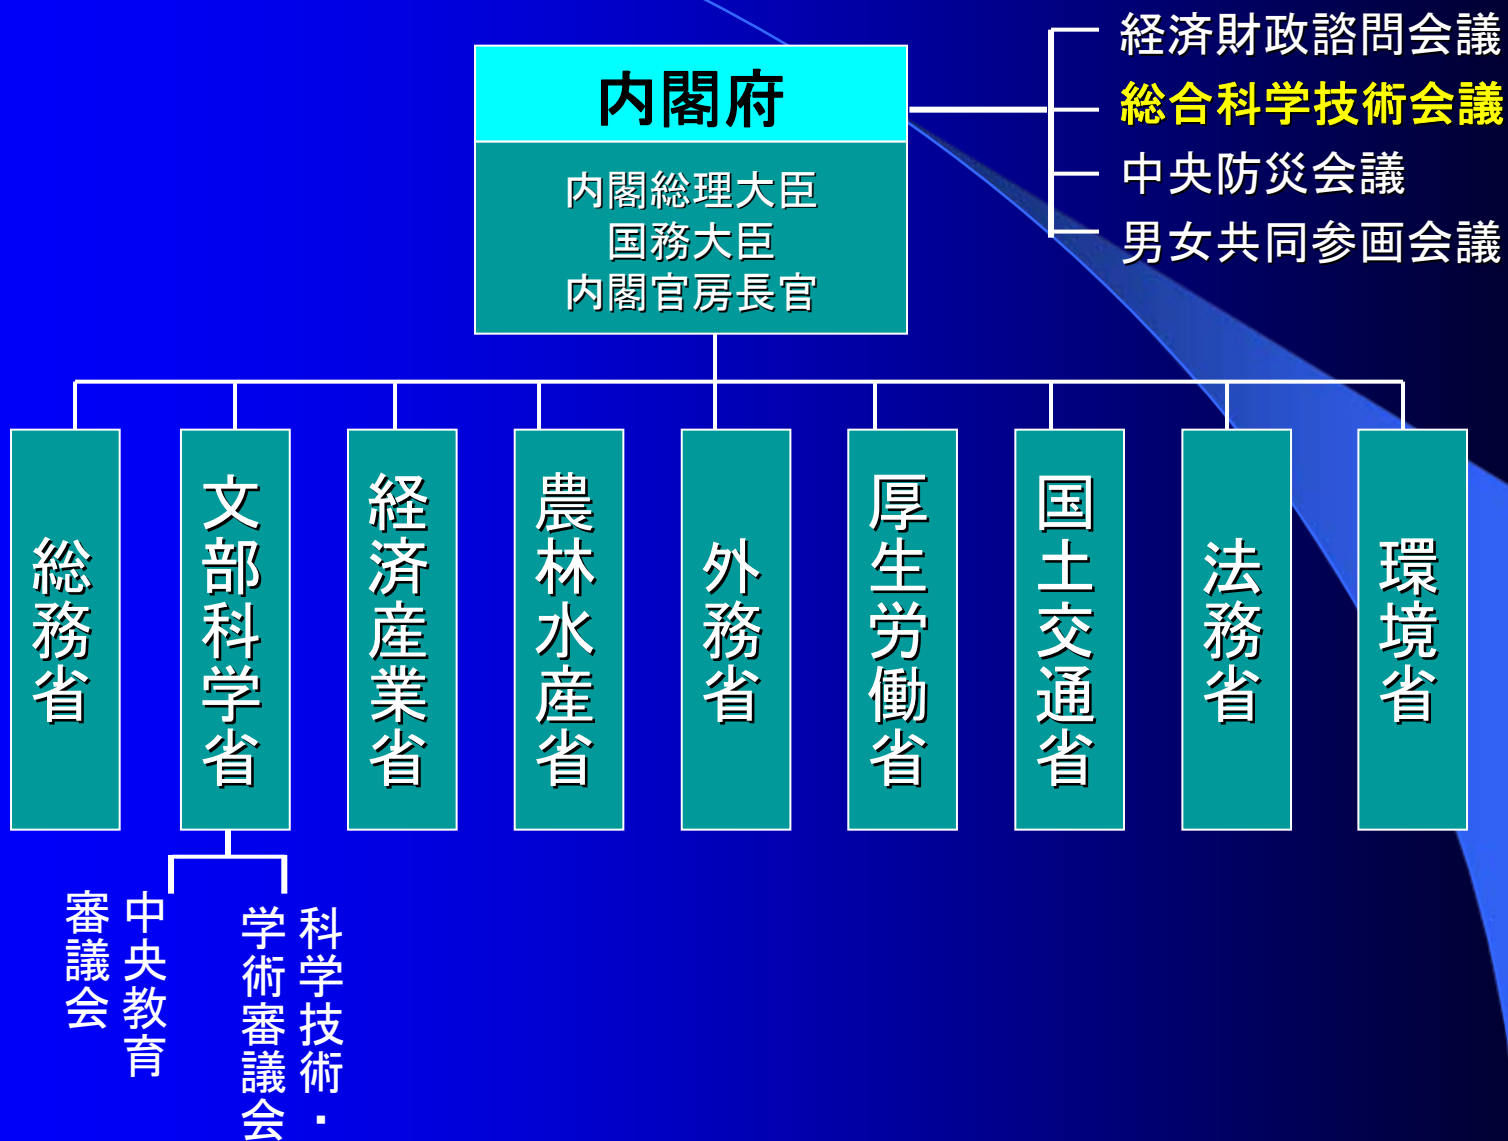 内閣府
内閣総理大臣
国務大臣
内閣官房長官
経済財政諮問会議
総合科学技術会議
中央防災会議
男女共同参画会議
総務省
文部科学省
経済産業省
農林水産省
外務省
厚生労働省
国土交通省
法務省
環境省
中央教育
審議会
科学技術・
学術審議会